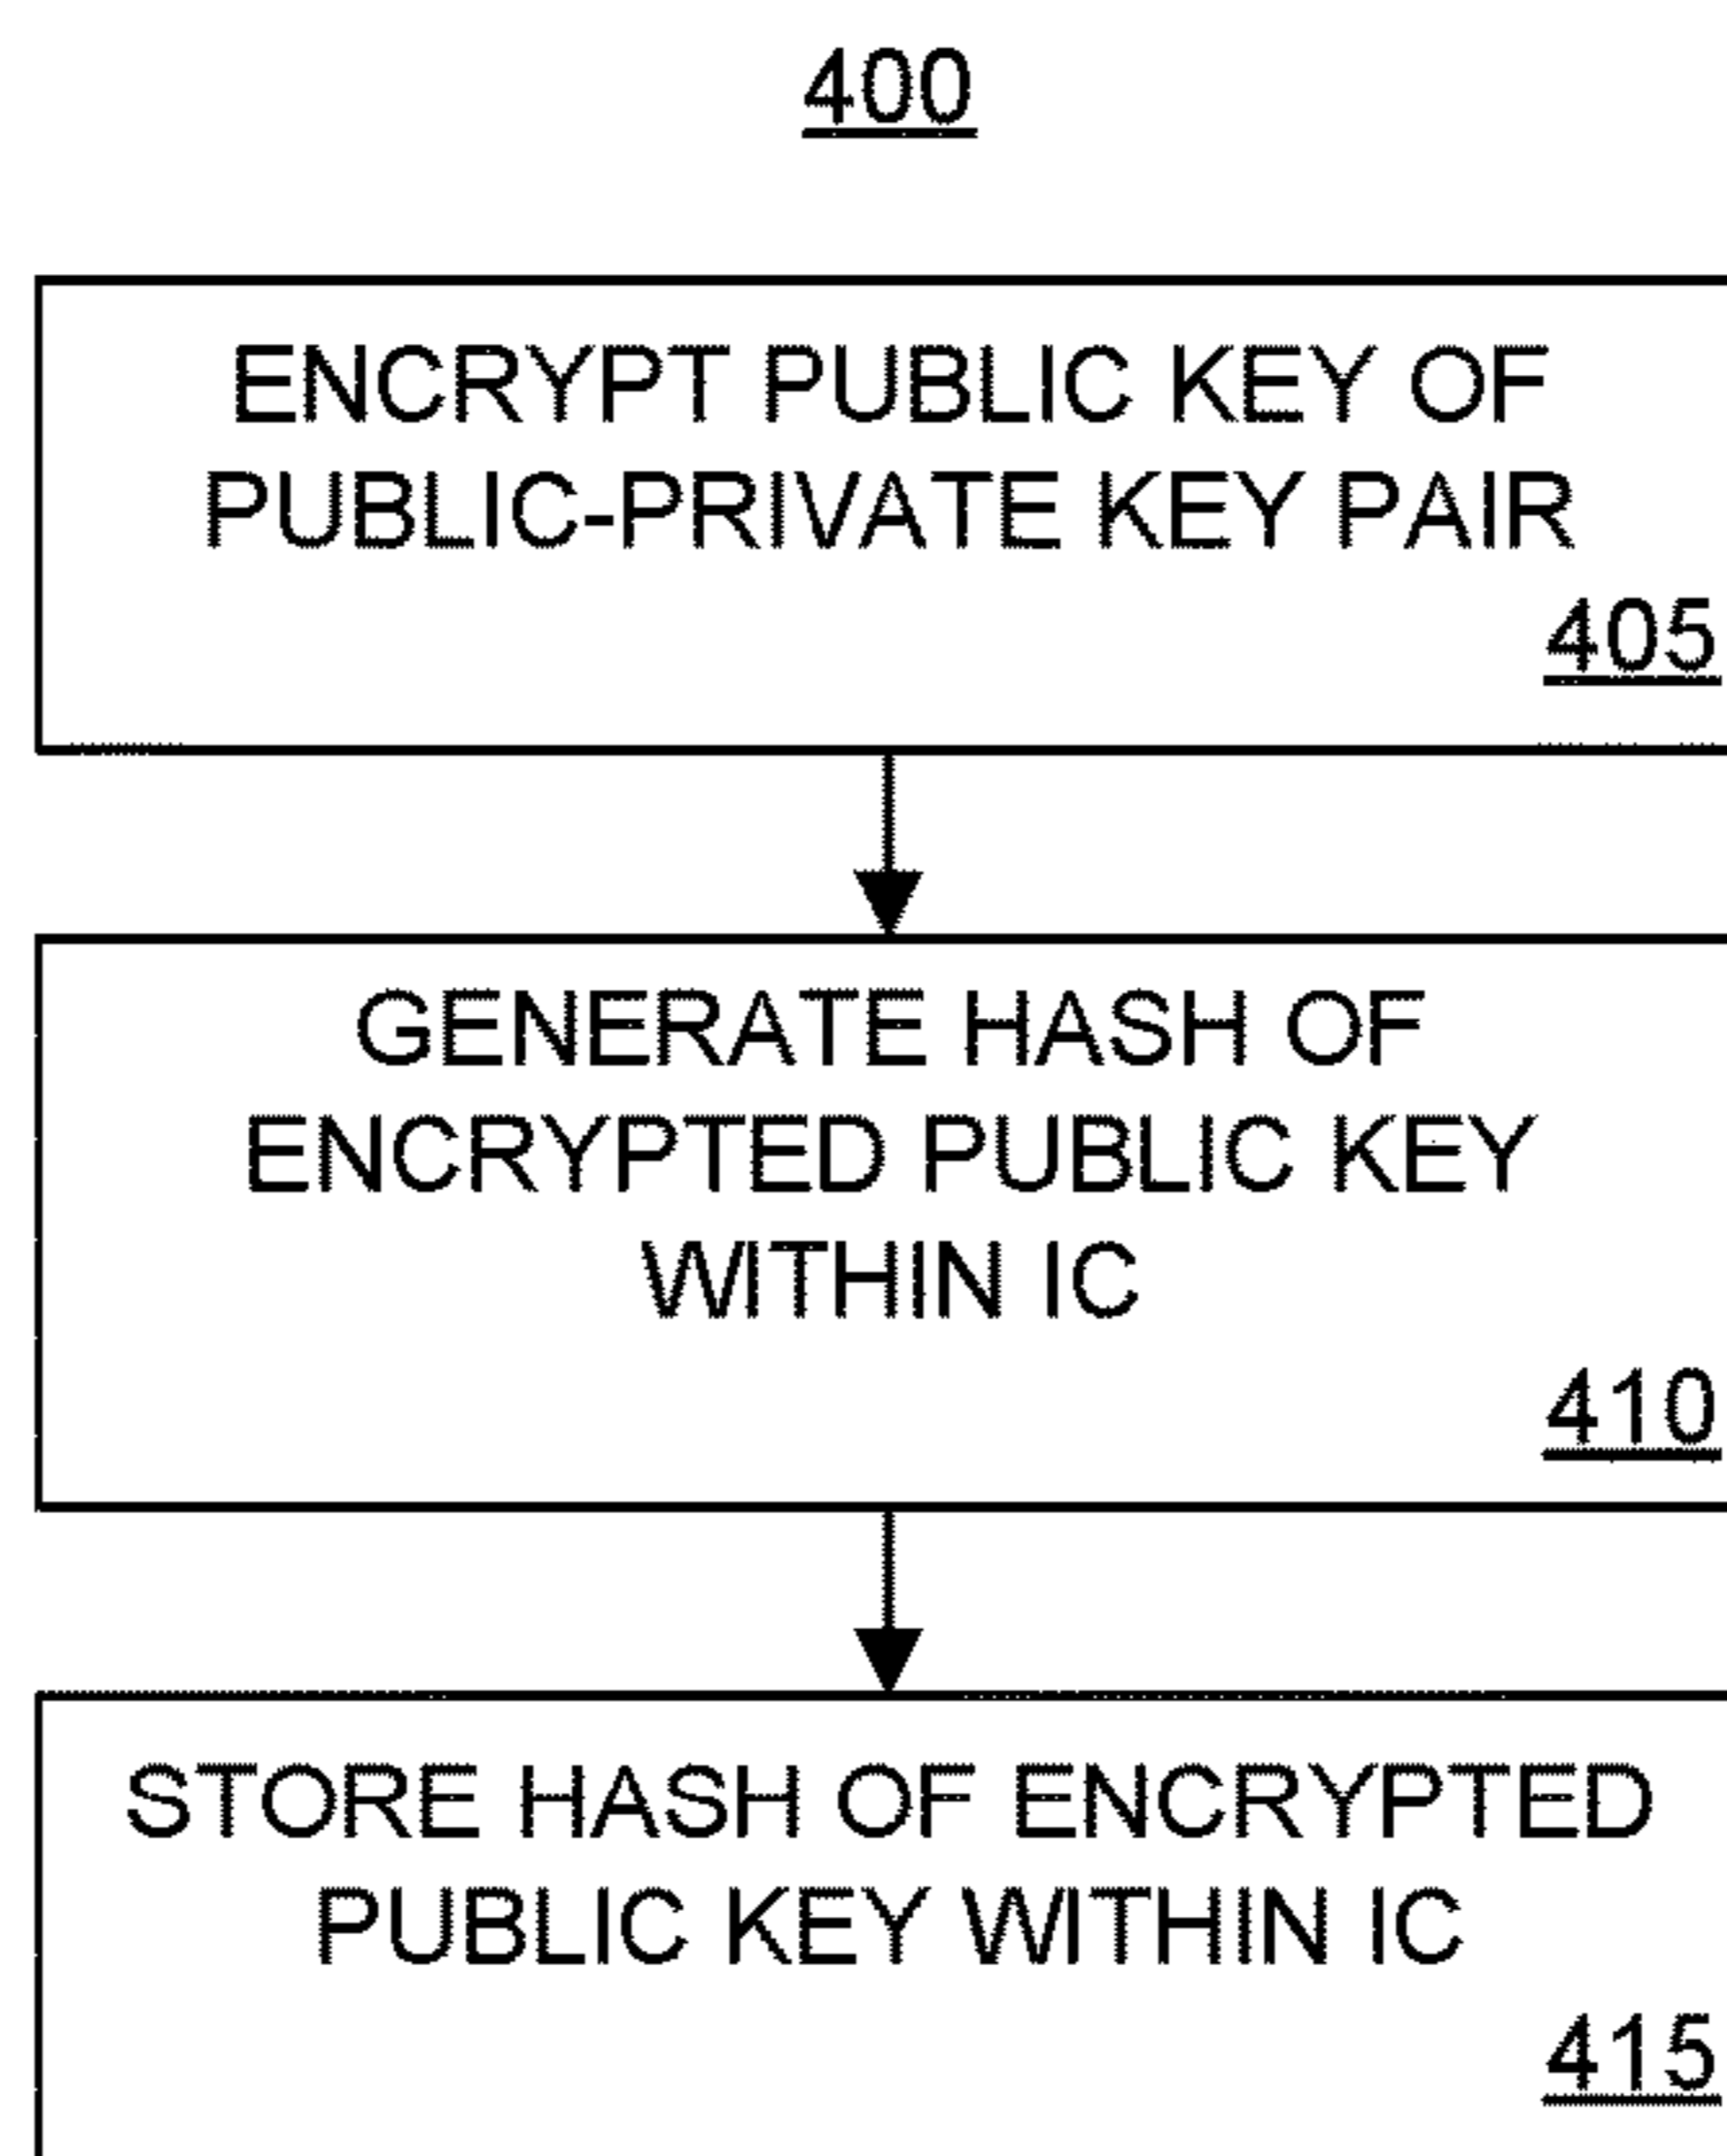 400
ENCRYPT PUBLIC KEY OF
PUBLIC-PRIVATE KEY PAIR
405
GENERATE HASH OF
ENCRYPTED PUBLIC KEY
WITHIN IC
410
STORE HASH OF ENCRYPTED
PUBLIC KEY WITHIN IC
415